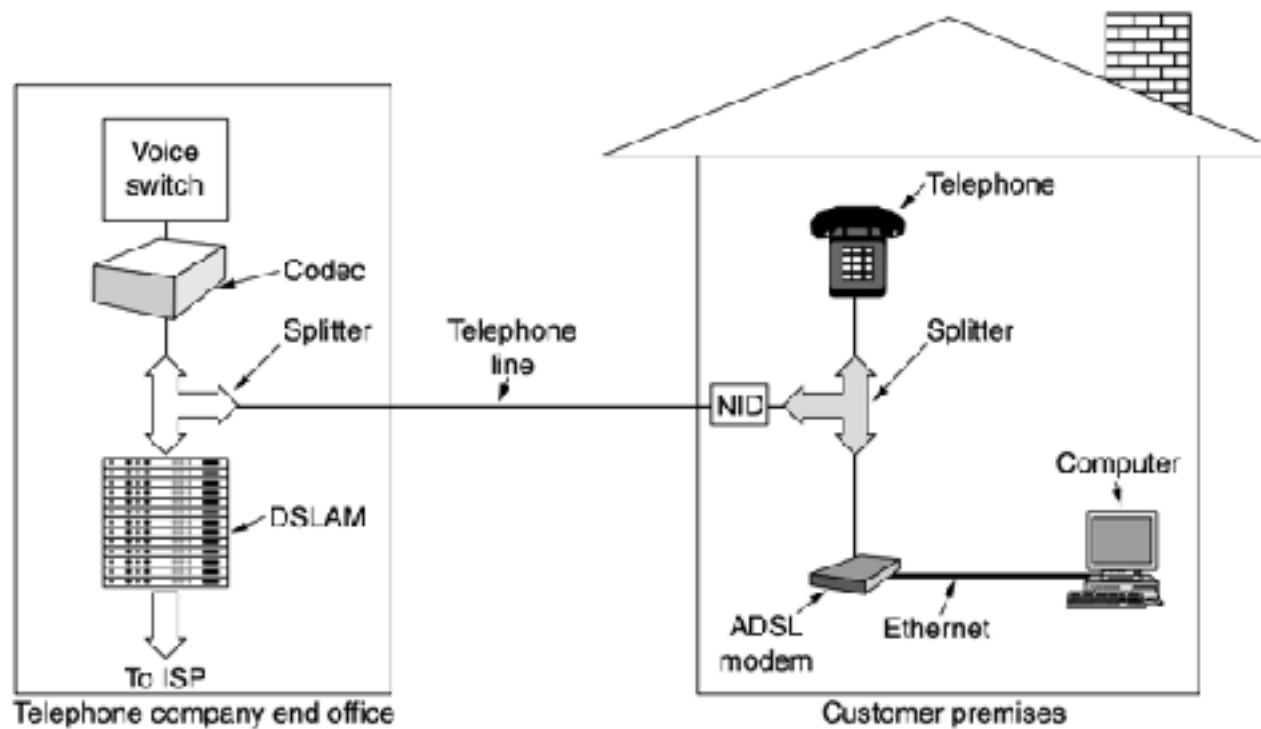 Voice
switch
Codec
Splitter
DSLAM
To ISP
Telephone company end office
Telephone
line
NID
Telephone
Splitter
Computer
ADSL
modem
Ethernet
Customer premises